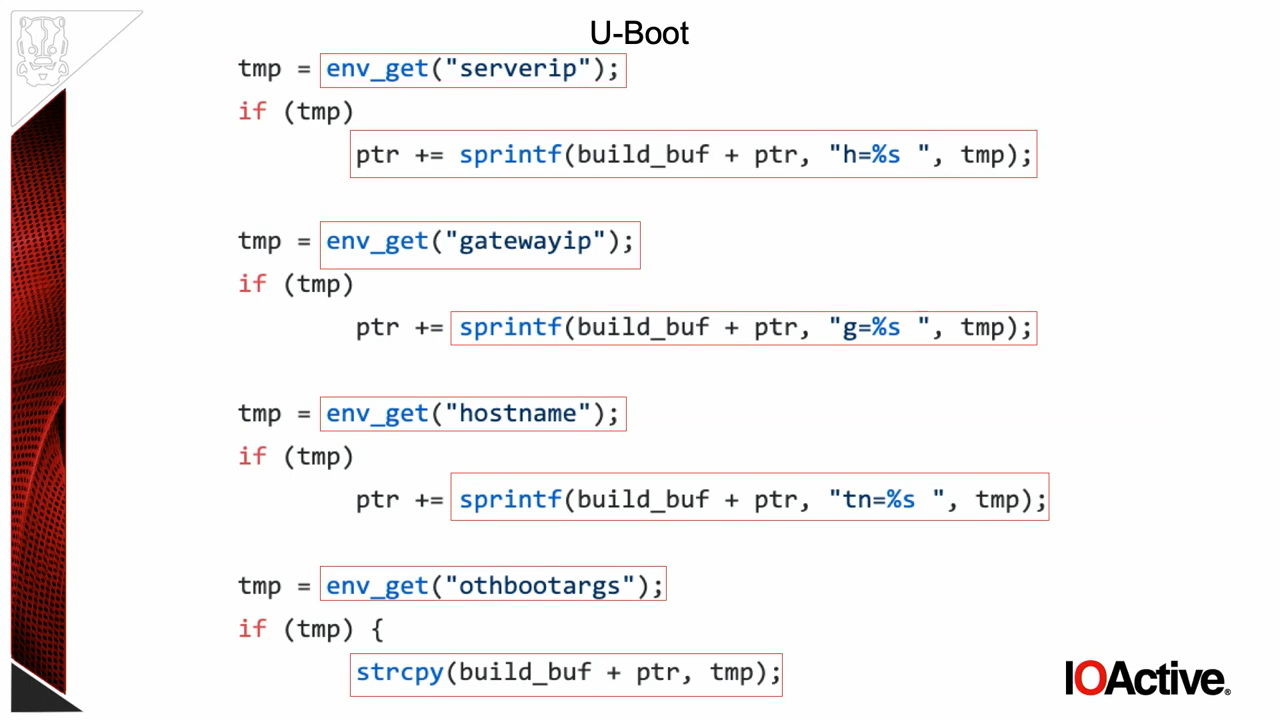 U-Boot
tmp = env_get("serverip");
if (tmp)
ptr += sprintf(build_buf + ptr, "h=%s ", tmp);
tmp = env_get("gatewayip");
if (tmp)
ptr += sprintf(build_buf + ptr, "g=%s ", tmp);
tmp = env_get("hostname");
if (tmp)
ptr += sprintf(build_buf + ptr, "tn=%s ", tmp);
tmp = env_get("othbootargs");
if (tmp) {
strcpy(build_buf + ptr, tmp);
IOActive®